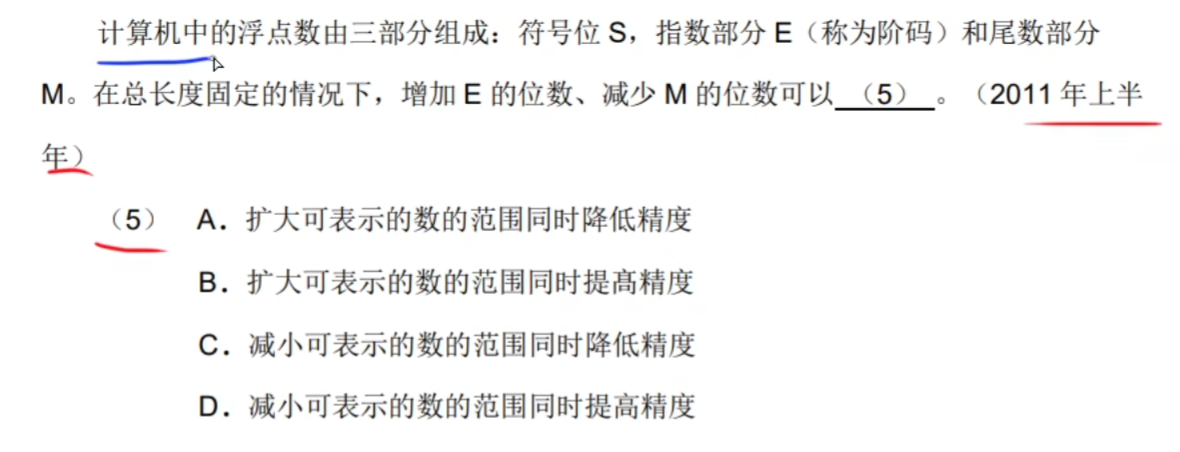 计算机中的浮点数由三部分组成：符号位 S，指数部分 E（称为阶码）和尾数部分
M。在总长度固定的情况下，增加 E 的位数、减少 M 的位数可以 （5） 。（2011 年上半
年）
（5） A．扩大可表示的数的范围同时降低精度
B．扩大可表示的数的范围同时提高精度
C．减小可表示的数的范围同时降低精度
D．减小可表示的数的范围同时提高精度